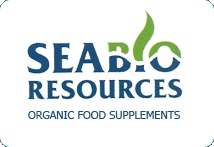 SEABIO
RESOURCES
ORGANIC FOOD SUPPLEMENTS